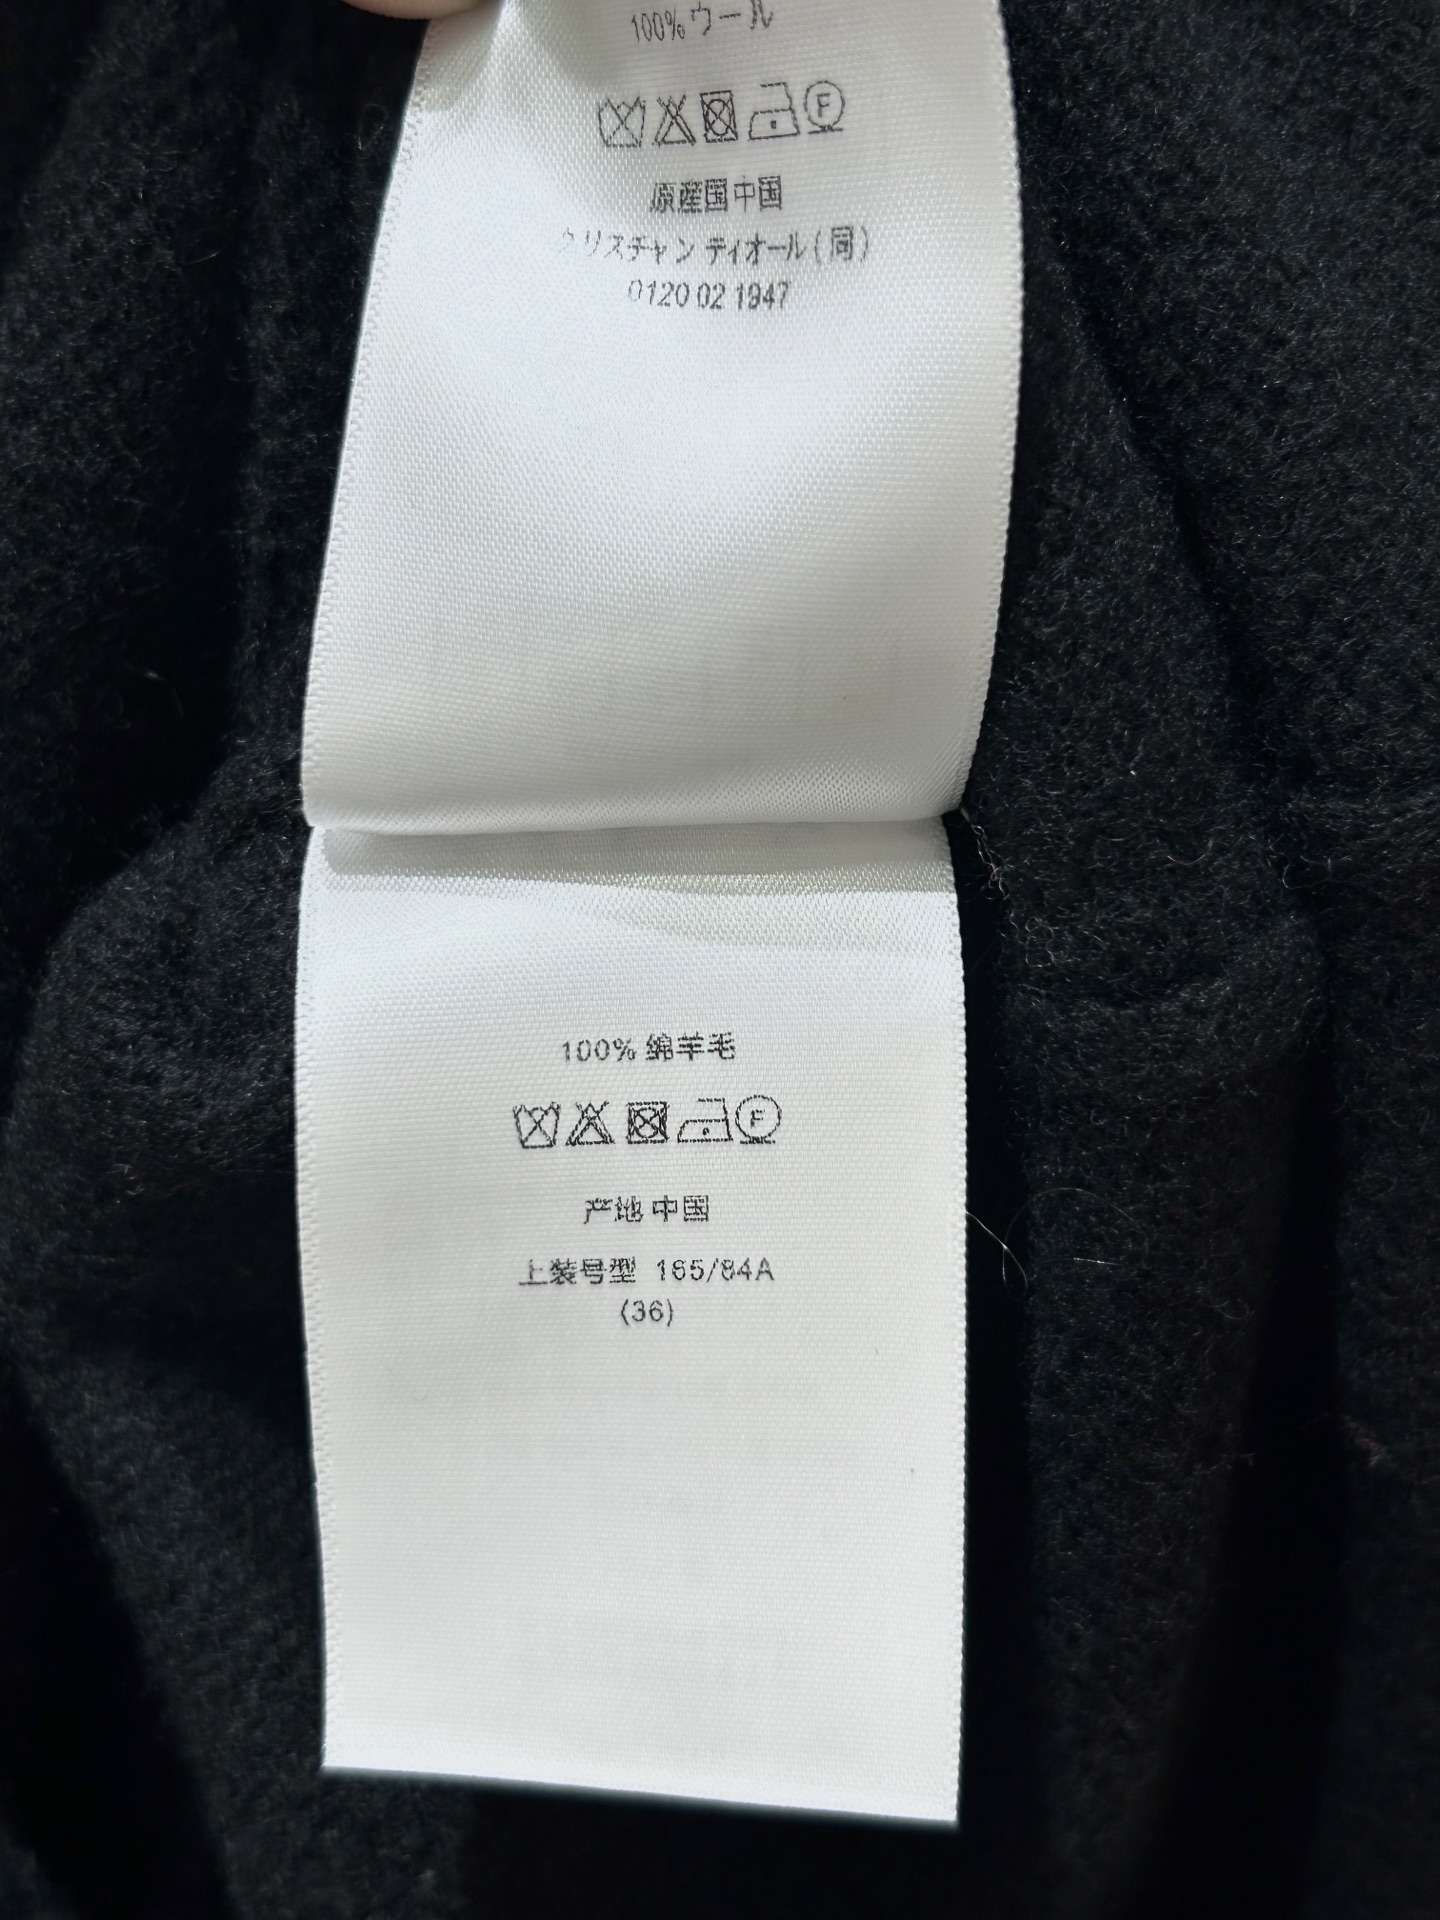 100%ウール
F
原産国中国
クリスチャン ディオール(同)
0120 02 1947
100% 绵羊毛
F
产地 中国
上装号型 165/84A
(36)